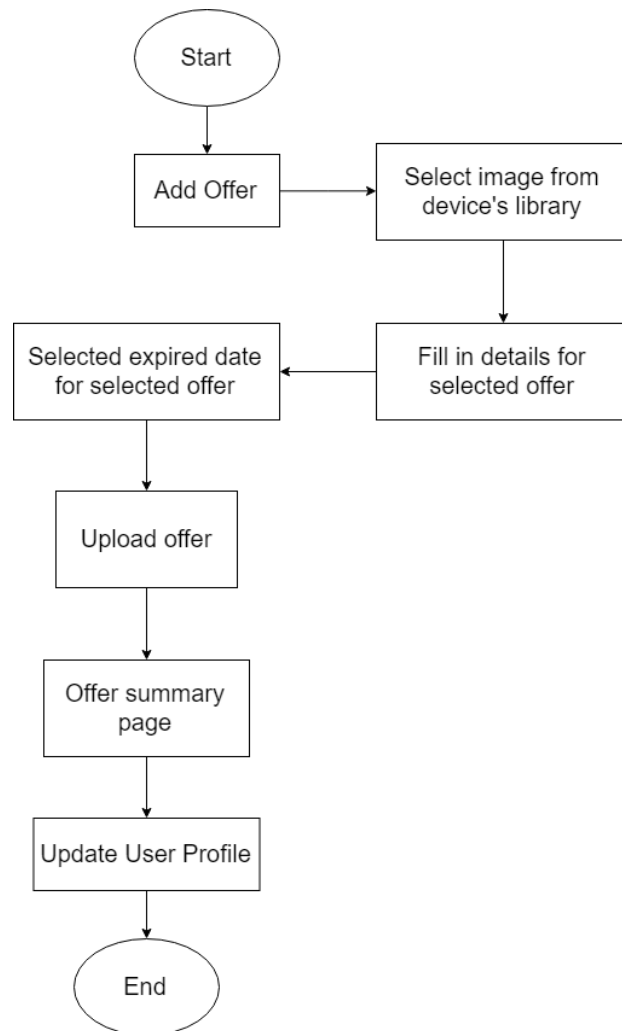 Start
Add Offer
Select image from
device's library
Fill in details for
selected offer
Selected expired date
for selected offer
Upload offer
Offer summary
page
Update User Profile
End